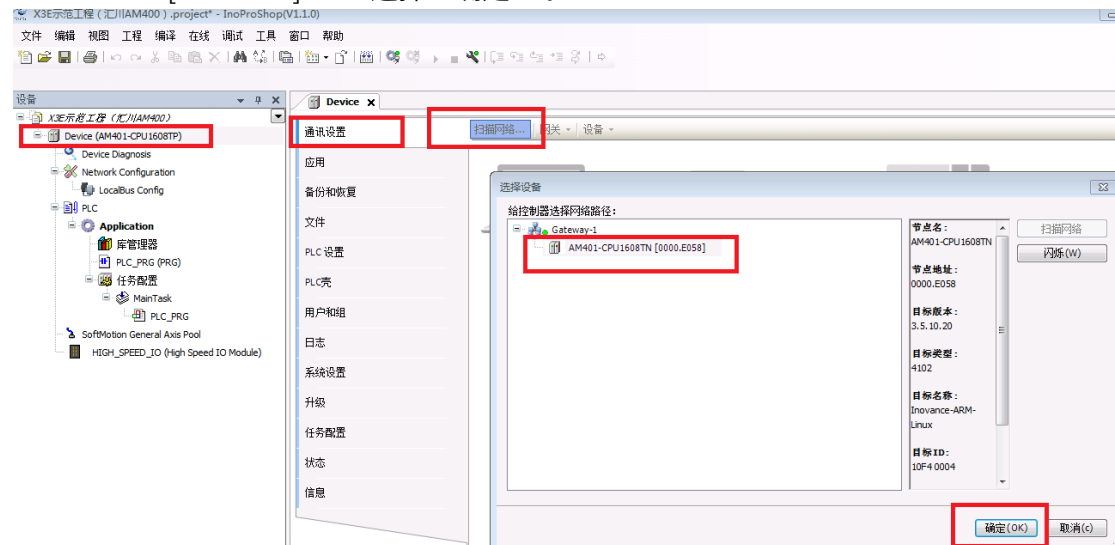 X3E示范工程（汇川AM400）.project* - InoProShop(V1.1.0)
文件 编辑 视图 工程 编译 在线 调试 工具 窗口 帮助
设备
X3E示范工程（汇川AM400）
Device (AM401-CPU1608TP)
Device Diagnosis
Network Configuration
LocalBus Config
PLC
Application
库管理器
PLC_PRG (PRG)
任务配置
MainTask
PLC_PRG
SoftMotion General Axis Pool
HIGH_SPEED_IO (High Speed IO Module)
Device
通讯设置
应用
备份和恢复
文件
PLC 设置
PLC壳
用户和组
日志
系统设置
升级
任务配置
状态
信息
扫描网络... 网关 设备
选择设备
给控制器选择网络路径：
Gateway-1
AM401-CPU1608TN [0000.E058]
节点名：
AM401-CPU1608TN
节点地址：
0000.E058
目标版本：
3.5.10.20
目标类型：
4102
目标名称：
Inovance-ARM-
Linux
目标ID：
10F4 0004
扫描网络
闪烁(W)
确定(OK) 取消(c)